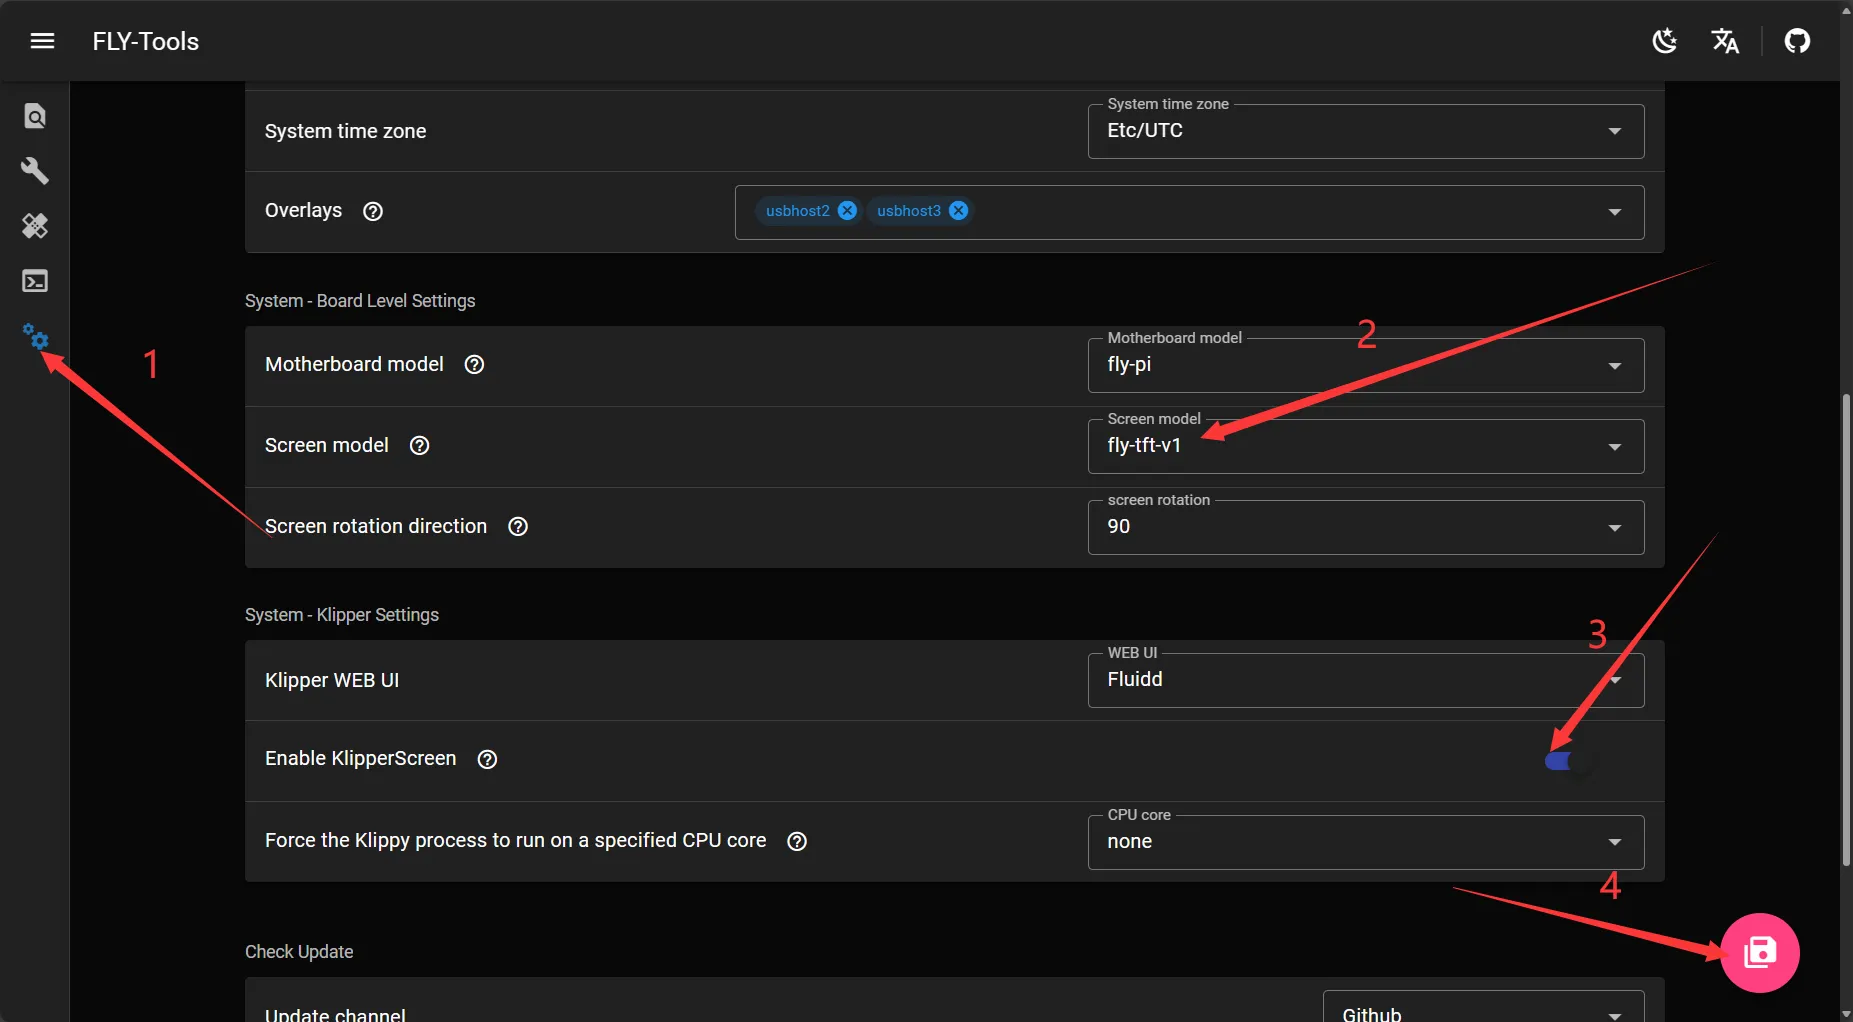 FLY-Tools
System time zone
System time zone
Etc/UTC
Overlays
usbhost2
usbhost3
System - Board Level Settings
1
2
Motherboard model
Motherboard model
fly-pi
Screen model
Screen model
fly-tft-v1
Screen rotation direction
screen rotation
90
System - Klipper Settings
3
Klipper WEB UI
WEB UI
Fluidd
Enable KlipperScreen
Force the Klippy process to run on a specified CPU core
CPU core
none
4
Check Update
Update channel
Github